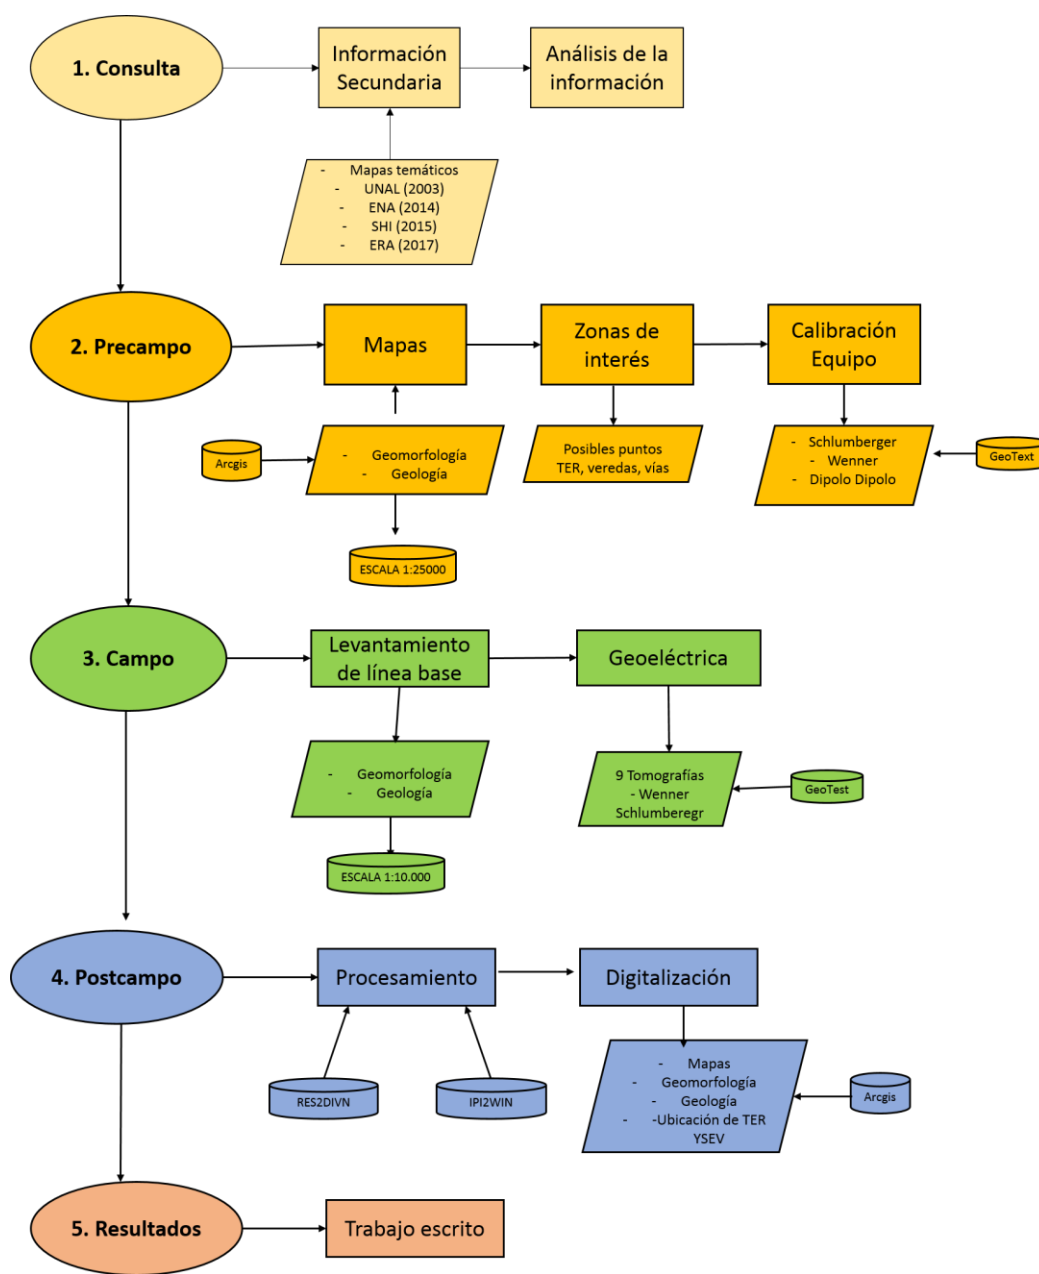 1. Consulta
Información
Secundaria
Análisis de la
información
- Mapas temáticos
- UNAL (2003)
- ENA (2014)
- SHI (2015)
- ERA (2017)
2. Precampo
Mapas
Zonas de
interés
Calibración
Equipo
Arcgis
- Geomorfología
- Geología
Posibles puntos
TER, veredas, vías
- Schlumberger
- Wenner
- Dipolo Dipolo
GeoText
ESCALA 1:25000
3. Campo
Levantamiento
de línea base
Geoeléctrica
- Geomorfología
- Geología
9 Tomografías
- Wenner
Schlumberegr
GeoTest
ESCALA 1:10.000
4. Postcampo
Procesamiento
Digitalización
RES2DIVN
IPI2WIN
- Mapas
- Geomorfología
- Geología
- -Ubicación de TER
YSEV
Arcgis
5. Resultados
Trabajo escrito